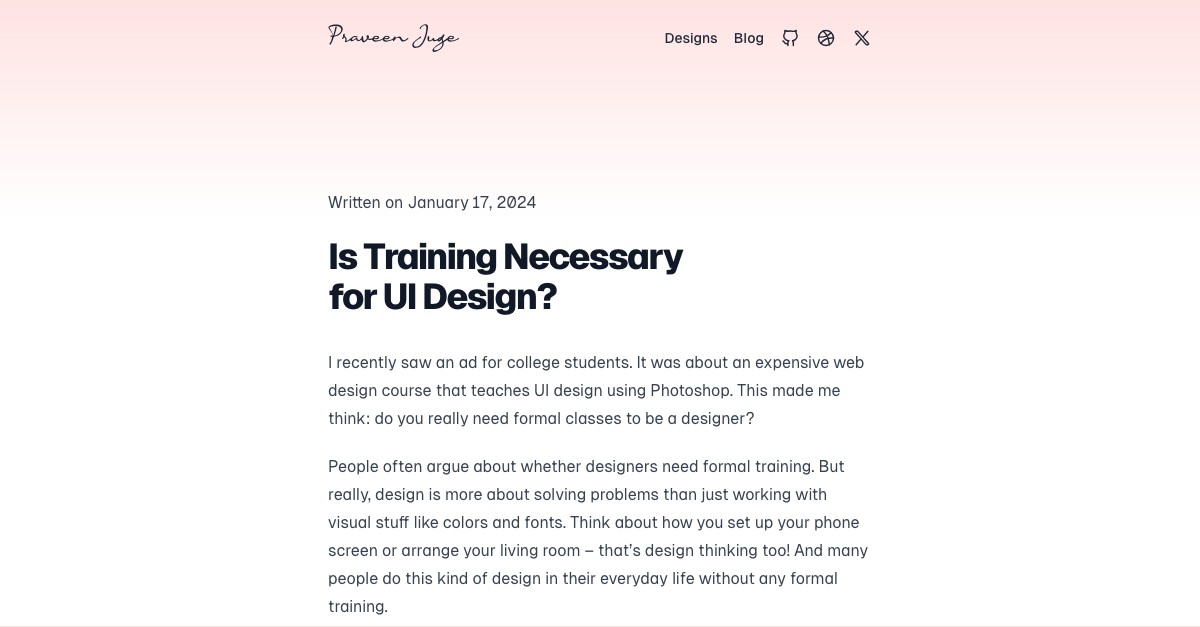 Praveen Juge
Designs Blog
Written on January 17, 2024
Is Training Necessary
for UI Design?
I recently saw an ad for college students. It was about an expensive web
design course that teaches UI design using Photoshop. This made me
think: do you really need formal classes to be a designer?
People often argue about whether designers need formal training. But
really, design is more about solving problems than just working with
visual stuff like colors and fonts. Think about how you set up your phone
screen or arrange your living room – that's design thinking too! And many
people do this kind of design in their everyday life without any formal
training.